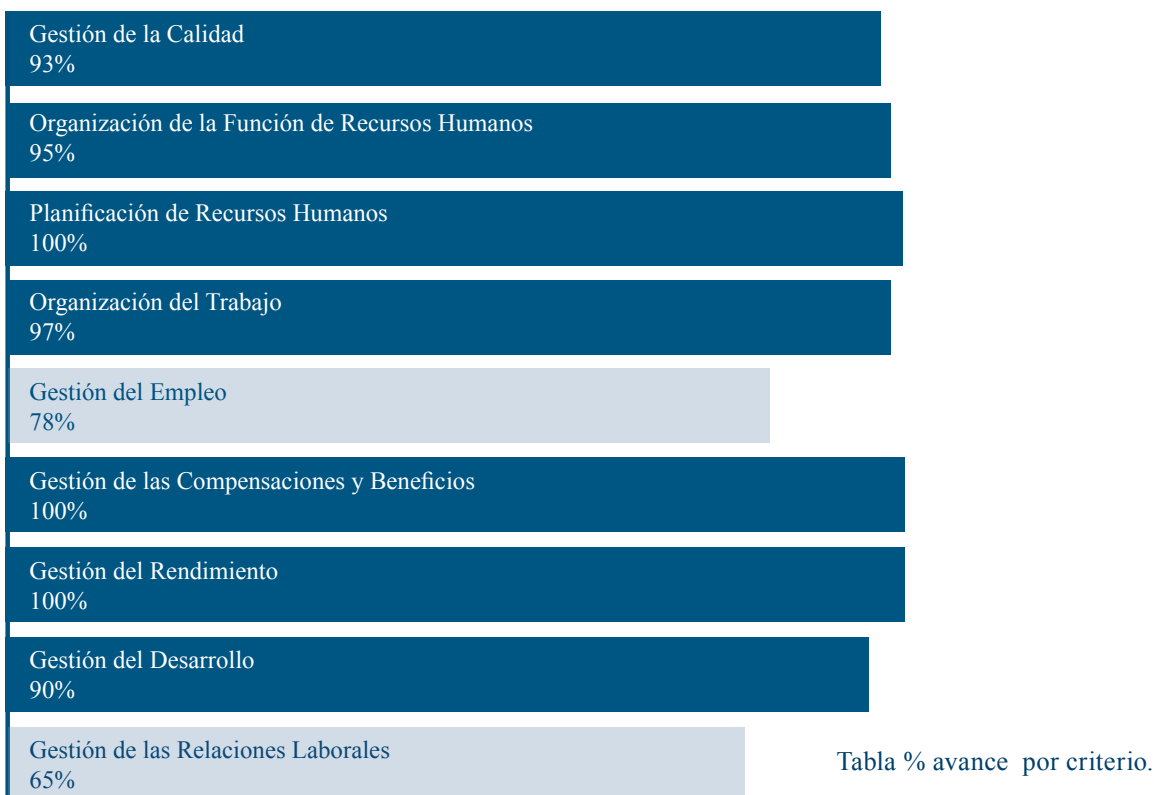 Gestión de la Calidad
93%
Organización de la Función de Recursos Humanos
95%
Planificación de Recursos Humanos
100%
Organización del Trabajo
97%
Gestión del Empleo
78%
Gestión de las Compensaciones y Beneficios
100%
Gestión del Rendimiento
100%
Gestión del Desarrollo
90%
Gestión de las Relaciones Laborales
65%
Tabla % avance por criterio.